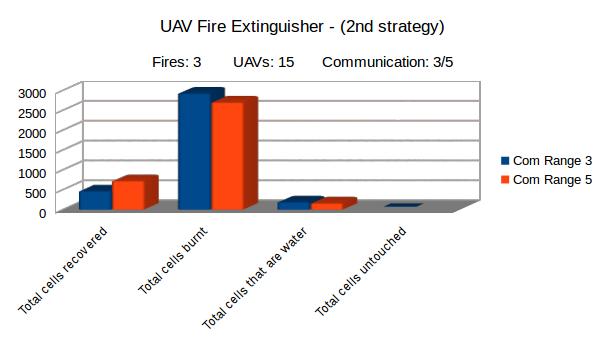 UAV Fire Extinguisher - (2nd strategy)
Fires: 3 UAVs: 15 Communication: 3/5
3000
2500
2000
1500
1000
500
0
Com Range 3
Com Range 5
Total cells recovered
Total cells burnt
Total cells that are water
Total cells untouched